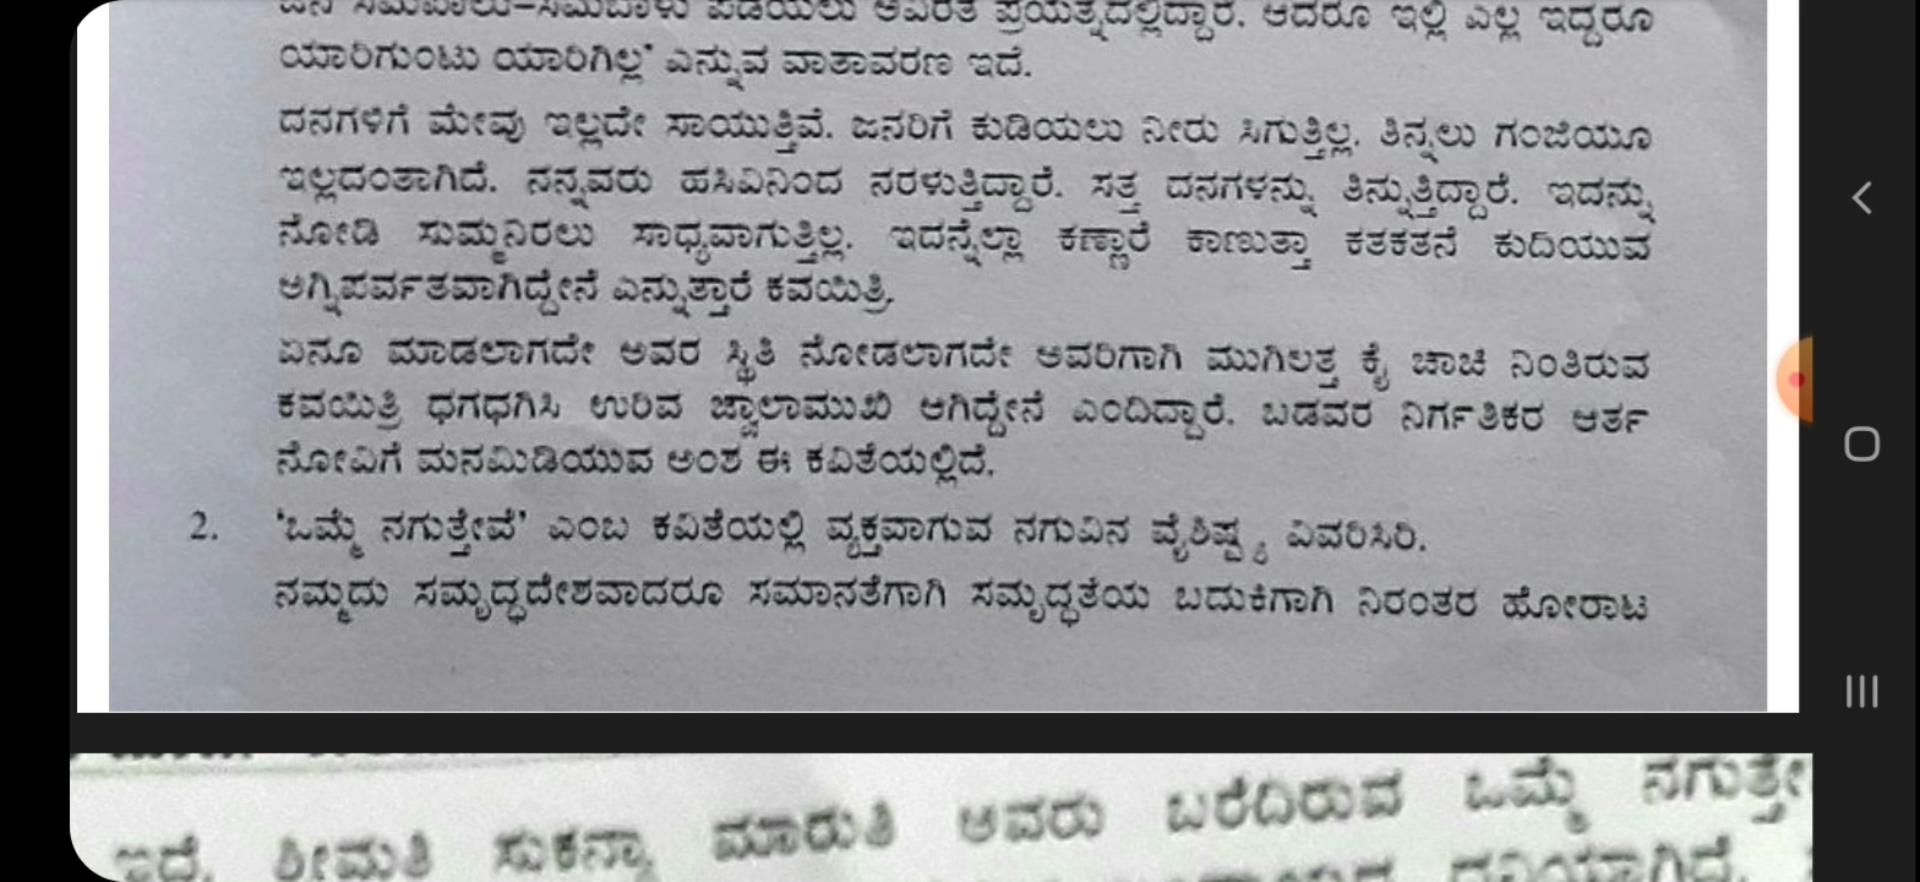 ಜನ ಸಮಪಾಲು-ಸಮಬಾಳು ಪಡೆಯಲು ಅವಿರತ ಪ್ರಯತ್ನದಲ್ಲಿದ್ದಾರೆ. ಆದರೂ ಇಲ್ಲಿ ಎಲ್ಲ ಇದ್ದರೂ
ಯಾರಿಗುಂಟು ಯಾರಿಗಿಲ್ಲ' ಎನ್ನುವ ವಾತಾವರಣ ಇದೆ.
ದನಗಳಿಗೆ ಮೇವು ಇಲ್ಲದೇ ಸಾಯುತ್ತಿವೆ. ಜನರಿಗೆ ಕುಡಿಯಲು ನೀರು ಸಿಗುತ್ತಿಲ್ಲ. ತಿನ್ನಲು ಗಂಜಿಯೂ
ಇಲ್ಲದಂತಾಗಿದೆ. ನನ್ನವರು ಹಸಿವಿನಿಂದ ನರಳುತ್ತಿದ್ದಾರೆ. ಸತ್ತ ದನಗಳನ್ನು ತಿನ್ನುತ್ತಿದ್ದಾರೆ. ಇದನ್ನು
ನೋಡಿ ಸುಮ್ಮನಿರಲು ಸಾಧ್ಯವಾಗುತ್ತಿಲ್ಲ. ಇದನ್ನೆಲ್ಲಾ ಕಣ್ಣಾರೆ ಕಾಣುತ್ತಾ ಕತಕತನೆ ಕುದಿಯುವ
ಅಗ್ನಿಪರ್ವತವಾಗಿದ್ದೇನೆ ಎನ್ನುತ್ತಾರೆ ಕವಯಿತ್ರಿ.
ಏನೂ ಮಾಡಲಾಗದೇ ಅವರ ಸ್ಥಿತಿ ನೋಡಲಾಗದೇ ಅವರಿಗಾಗಿ ಮುಗಿಲತ್ತ ಕೈ ಚಾಚಿ ನಿಂತಿರುವ
ಕವಯಿತ್ರಿ ಧಗಧಗಿಸಿ ಉರಿವ ಜ್ವಾಲಾಮುಖಿ ಆಗಿದ್ದೇನೆ ಎಂದಿದ್ದಾರೆ. ಬಡವರ ನಿರ್ಗತಿಕರ ಆರ್ತ
ನೋವಿಗೆ ಮನಮಿಡಿಯುವ ಅಂಶ ಈ ಕವಿತೆಯಲ್ಲಿದೆ.
2. 'ಒಮ್ಮೆ ನಗುತ್ತೇವೆ' ಎಂಬ ಕವಿತೆಯಲ್ಲಿ ವ್ಯಕ್ತವಾಗುವ ನಗುವಿನ ವೈಶಿಷ್ಟ್ಯ ವಿವರಿಸಿರಿ.
ನಮ್ಮದು ಸಮೃದ್ಧದೇಶವಾದರೂ ಸಮಾನತೆಗಾಗಿ ಸಮೃದ್ಧತೆಯ ಬದುಕಿಗಾಗಿ ನಿರಂತರ ಹೋರಾಟ
ಇದೆ. ಶ್ರೀಮತಿ ಸುಕನ್ಯಾ ಮಾರುತಿ ಅವರು ಬರೆದಿರುವ ಒಮ್ಮೆ ನಗುತ್ತೇ